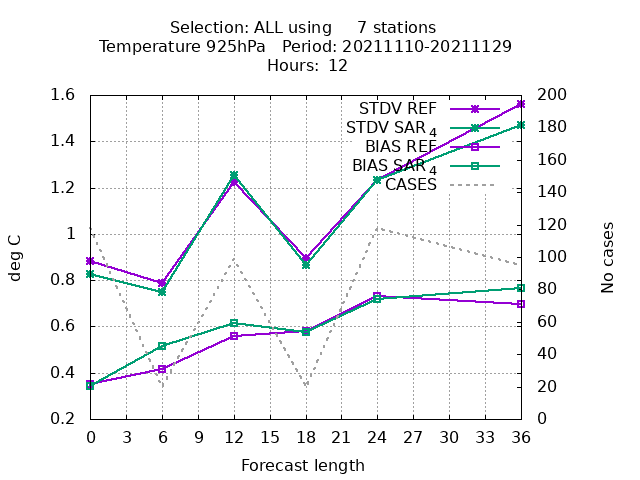 Selection: ALL using     7 stations
Temperature 925hPa   Period: 20211110-20211129
Hours:  12
STDV REF
STDV SAR 4
BIAS REF
BIAS SAR 4
CASES
deg C
1.6
1.4
1.2
1
0.8
0.6
0.4
0.2
200
180
160
140
120
100
80
60
40
20
0
No cases
0 3 6 9 12 15 18 21 24 27 30 33 36
Forecast length